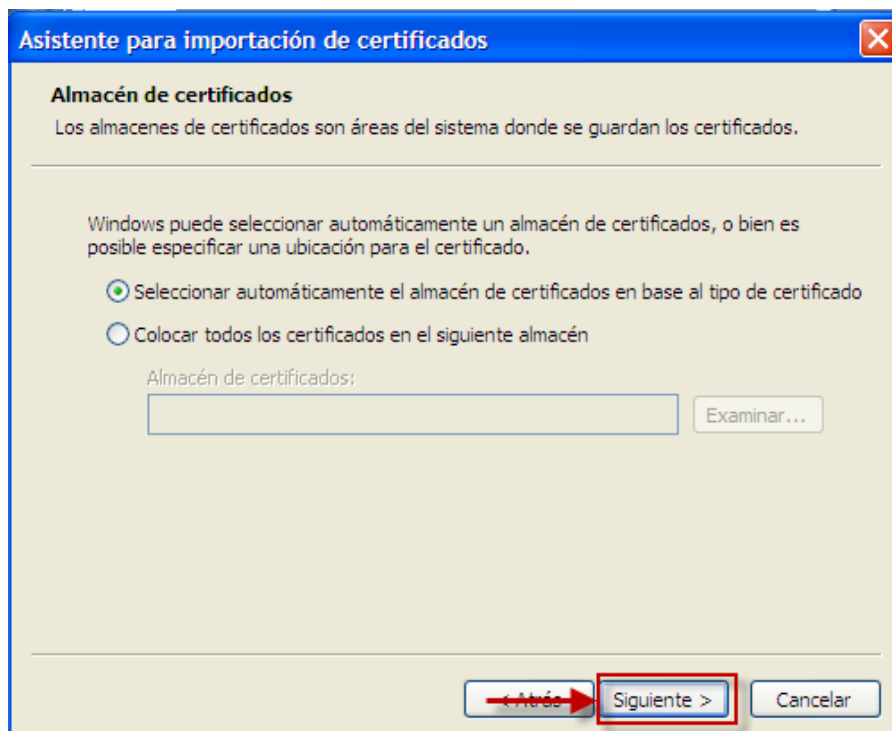 Asistente para importación de certificados
Almacén de certificados
Los almacenes de certificados son áreas del sistema donde se guardan los certificados.
Windows puede seleccionar automáticamente un almacén de certificados, o bien es
posible especificar una ubicación para el certificado.
Seleccionar automáticamente el almacén de certificados en base al tipo de certificado
Colocar todos los certificados en el siguiente almacén
Almacén de certificados:
Examinar...
< Atrás
Siguiente >
Cancelar